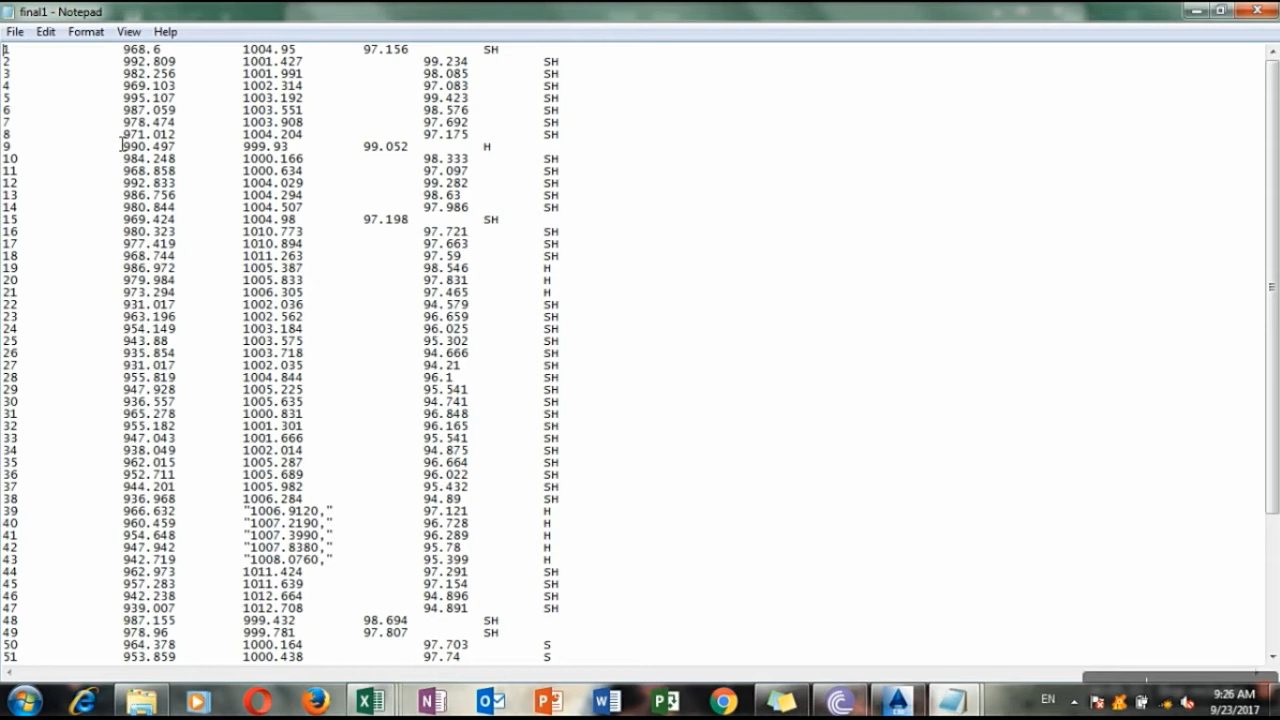 final1 - Notepad
File Edit Format View Help
1 968.6 1004.95 97.156 SH
2 992.809 1001.427 99.234 SH
3 982.256 1001.991 98.085 SH
4 969.103 1002.314 97.083 SH
5 995.107 1003.192 99.423 SH
6 987.059 1003.551 98.576 SH
7 978.474 1003.908 97.692 SH
8 971.012 1004.204 97.175 SH
9 990.497 999.93 99.052 H
10 984.248 1000.166 98.333 SH
11 968.858 1000.634 97.097 SH
12 992.833 1004.029 99.282 SH
13 986.756 1004.294 98.63 SH
14 980.844 1004.507 97.986 SH
15 969.424 1004.98 97.198 SH
16 980.323 1010.773 97.721 SH
17 977.419 1010.894 97.663 SH
18 968.744 1011.263 97.59 SH
19 986.972 1005.387 98.546 H
20 979.984 1005.833 97.831 H
21 973.294 1006.305 97.465 H
22 931.017 1002.036 94.579 SH
23 963.196 1002.562 96.659 SH
24 954.149 1003.184 96.025 SH
25 943.88 1003.575 95.302 SH
26 935.854 1003.718 94.666 SH
27 931.017 1002.035 94.21 SH
28 955.819 1004.844 96.1 SH
29 947.928 1005.225 95.541 SH
30 936.557 1005.635 94.741 SH
31 965.278 1000.831 96.848 SH
32 955.182 1001.301 96.165 SH
33 947.043 1001.666 95.541 SH
34 938.049 1002.014 94.875 SH
35 962.015 1005.287 96.664 SH
36 952.711 1005.689 96.022 SH
37 944.201 1005.982 95.432 SH
38 936.968 1006.284 94.89 SH
39 966.632 "1006.9120," 97.121 H
40 960.459 "1007.2190," 96.728 H
41 954.648 "1007.3990," 96.289 H
42 947.942 "1007.8380," 95.78 H
43 942.719 "1008.0760," 95.399 H
44 962.973 1011.424 97.291 SH
45 957.283 1011.639 97.154 SH
46 942.238 1012.664 94.896 SH
47 939.007 1012.708 94.891 SH
48 987.155 999.432 98.694 SH
49 978.96 999.781 97.807 SH
50 964.378 1000.164 97.703 S
51 953.859 1000.438 97.74 S
EN
9:26 AM
9/23/2017